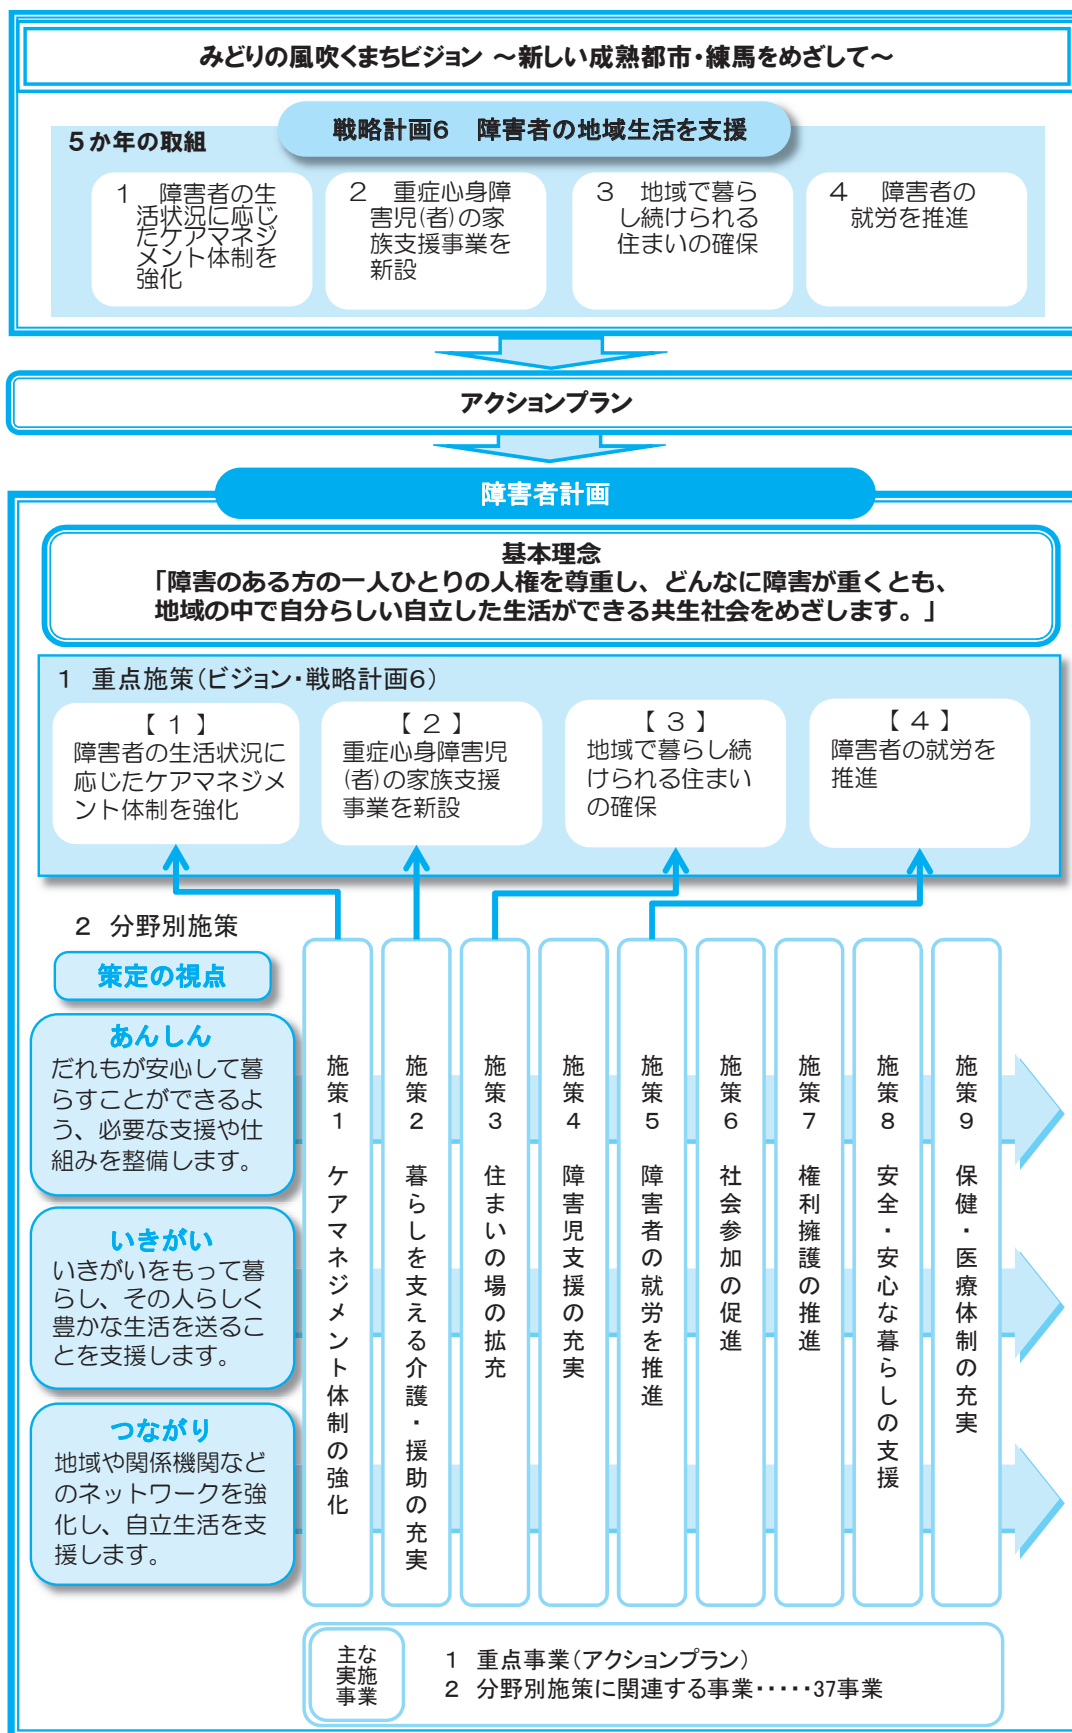 みどりの風吹くまちビジョン ～新しい成熟都市・練馬をめざして～
戦略計画6　障害者の地域生活を支援
5か年の取組
1　障害者の生
活状況に応じ
たケアマネジ
メント体制を
強化
2　重症心身障
害児(者)の家
族支援事業を
新設
3　地域で暮ら
し続けられる
住まいの確保
4　障害者の
就労を推進
アクションプラン
障害者計画
基本理念
「障害のある方の一人ひとりの人権を尊重し、どんなに障害が重くとも、
地域の中で自分らしい自立した生活ができる共生社会をめざします。」
1　重点施策(ビジョン・戦略計画6)
【 1 】
障害者の生活状況に
応じたケアマネジメ
ント体制を強化
【 2 】
重症心身障害児
(者)の家族支援
事業を新設
【 3 】
地域で暮らし続
けられる住まい
の確保
【 4 】
障害者の就労を
推進
2　分野別施策
策定の視点
あんしん
だれもが安心して暮
らすことができるよ
う、必要な支援や仕
組みを整備します。
いきがい
いきがいをもって暮
らし、その人らしく
豊かな生活を送るこ
とを支援します。
つながり
地域や関係機関など
のネットワークを強
化し、自立生活を支
援します。
施策1　ケアマネジメント体制の強化
施策2　暮らしを支える介護・援助の充実
施策3　住まいの場の拡充
施策4　障害児支援の充実
施策5　障害者の就労を推進
施策6　社会参加の促進
施策7　権利擁護の推進
施策8　安全・安心な暮らしの支援
施策9　保健・医療体制の充実
主な
実施
事業
1　重点事業(アクションプラン)
2　分野別施策に関連する事業・・・・・37事業